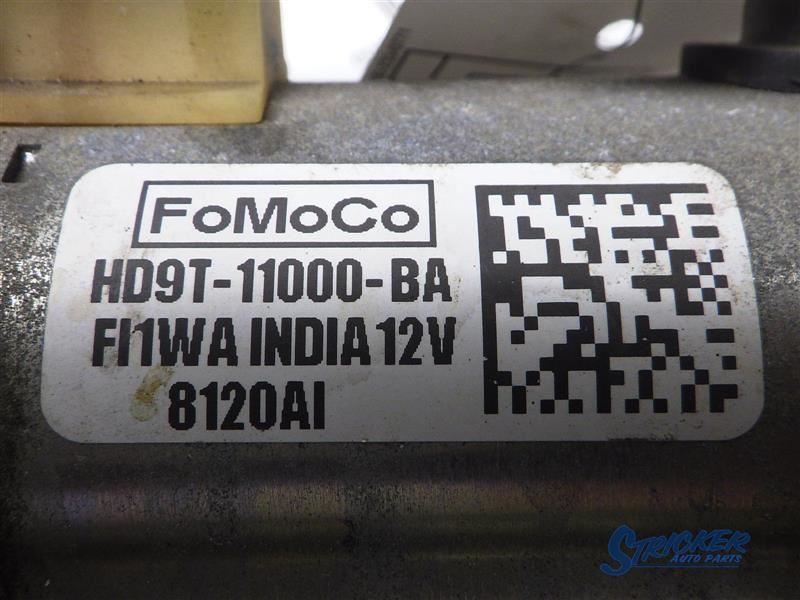 FoMoCo
HD9T-11000-BA
FI1WA INDIA 12V
8120AI
STRICKER
AUTO PARTS